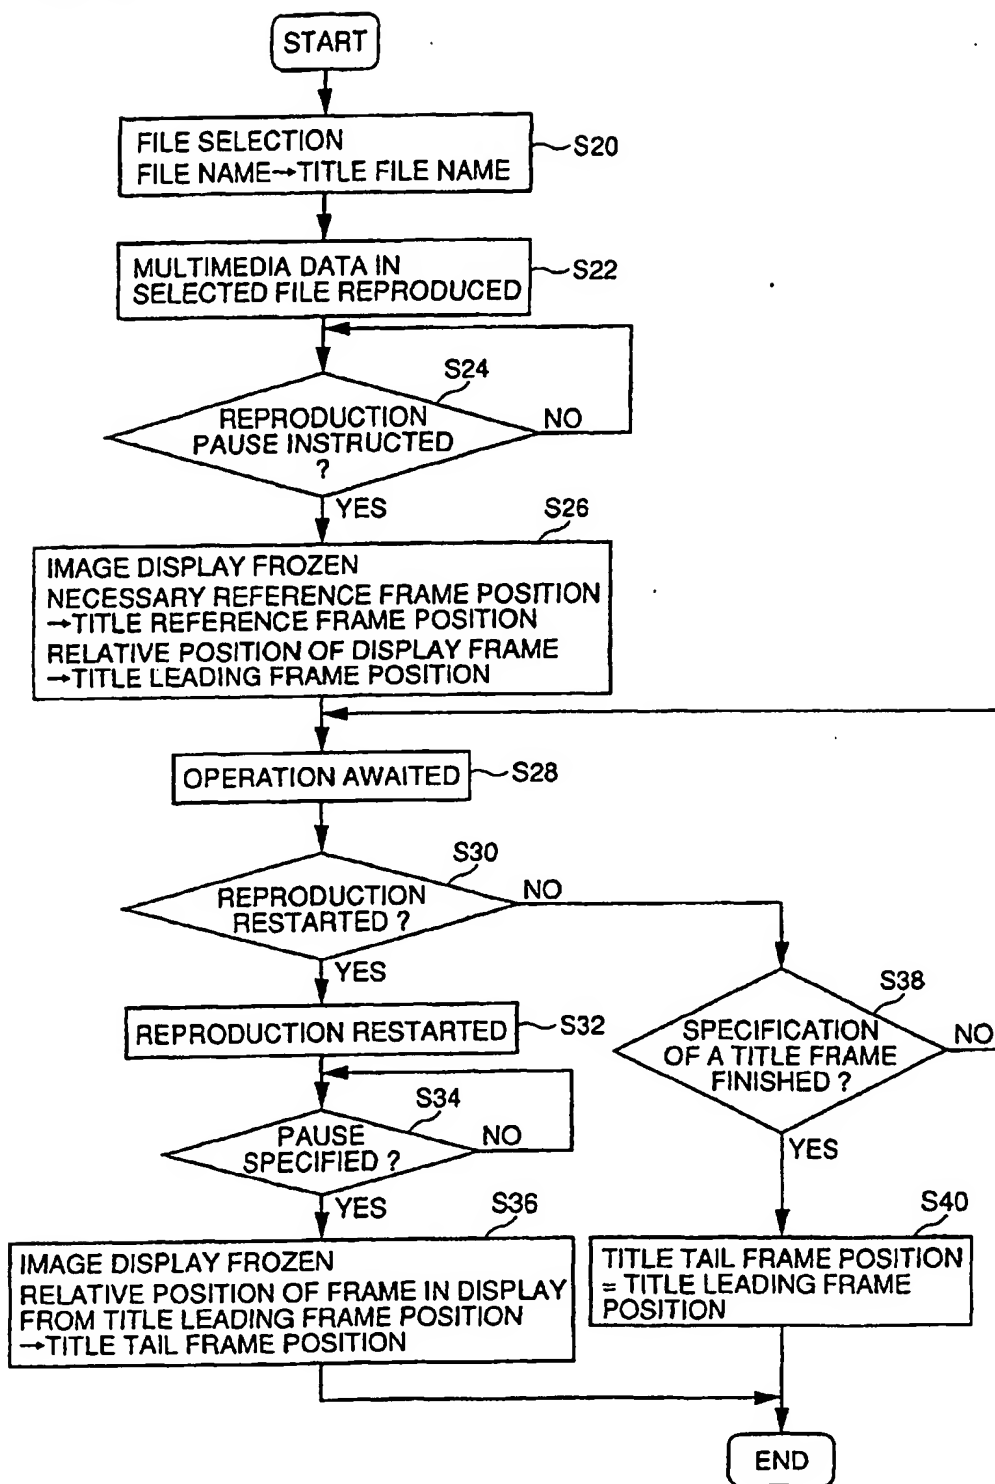 START
FILE SELECTION
FILE NAME→TITLE FILE NAME
S20
MULTIMEDIA DATA IN
SELECTED FILE REPRODUCED
S22
S24
REPRODUCTION
PAUSE INSTRUCTED
?
NO
YES
S26
IMAGE DISPLAY FROZEN
NECESSARY REFERENCE FRAME POSITION
→TITLE REFERENCE FRAME POSITION
RELATIVE POSITION OF DISPLAY FRAME
→TITLE LEADING FRAME POSITION
OPERATION AWAITED
S28
S30
REPRODUCTION
RESTARTED ?
NO
YES
REPRODUCTION RESTARTED
S32
S34
PAUSE
SPECIFIED ?
NO
YES
S36
IMAGE DISPLAY FROZEN
RELATIVE POSITION OF FRAME IN DISPLAY
FROM TITLE LEADING FRAME POSITION
→TITLE TAIL FRAME POSITION
S38
SPECIFICATION
OF A TITLE FRAME
FINISHED ?
NO
YES
S40
TITLE TAIL FRAME POSITION
= TITLE LEADING FRAME
POSITION
END